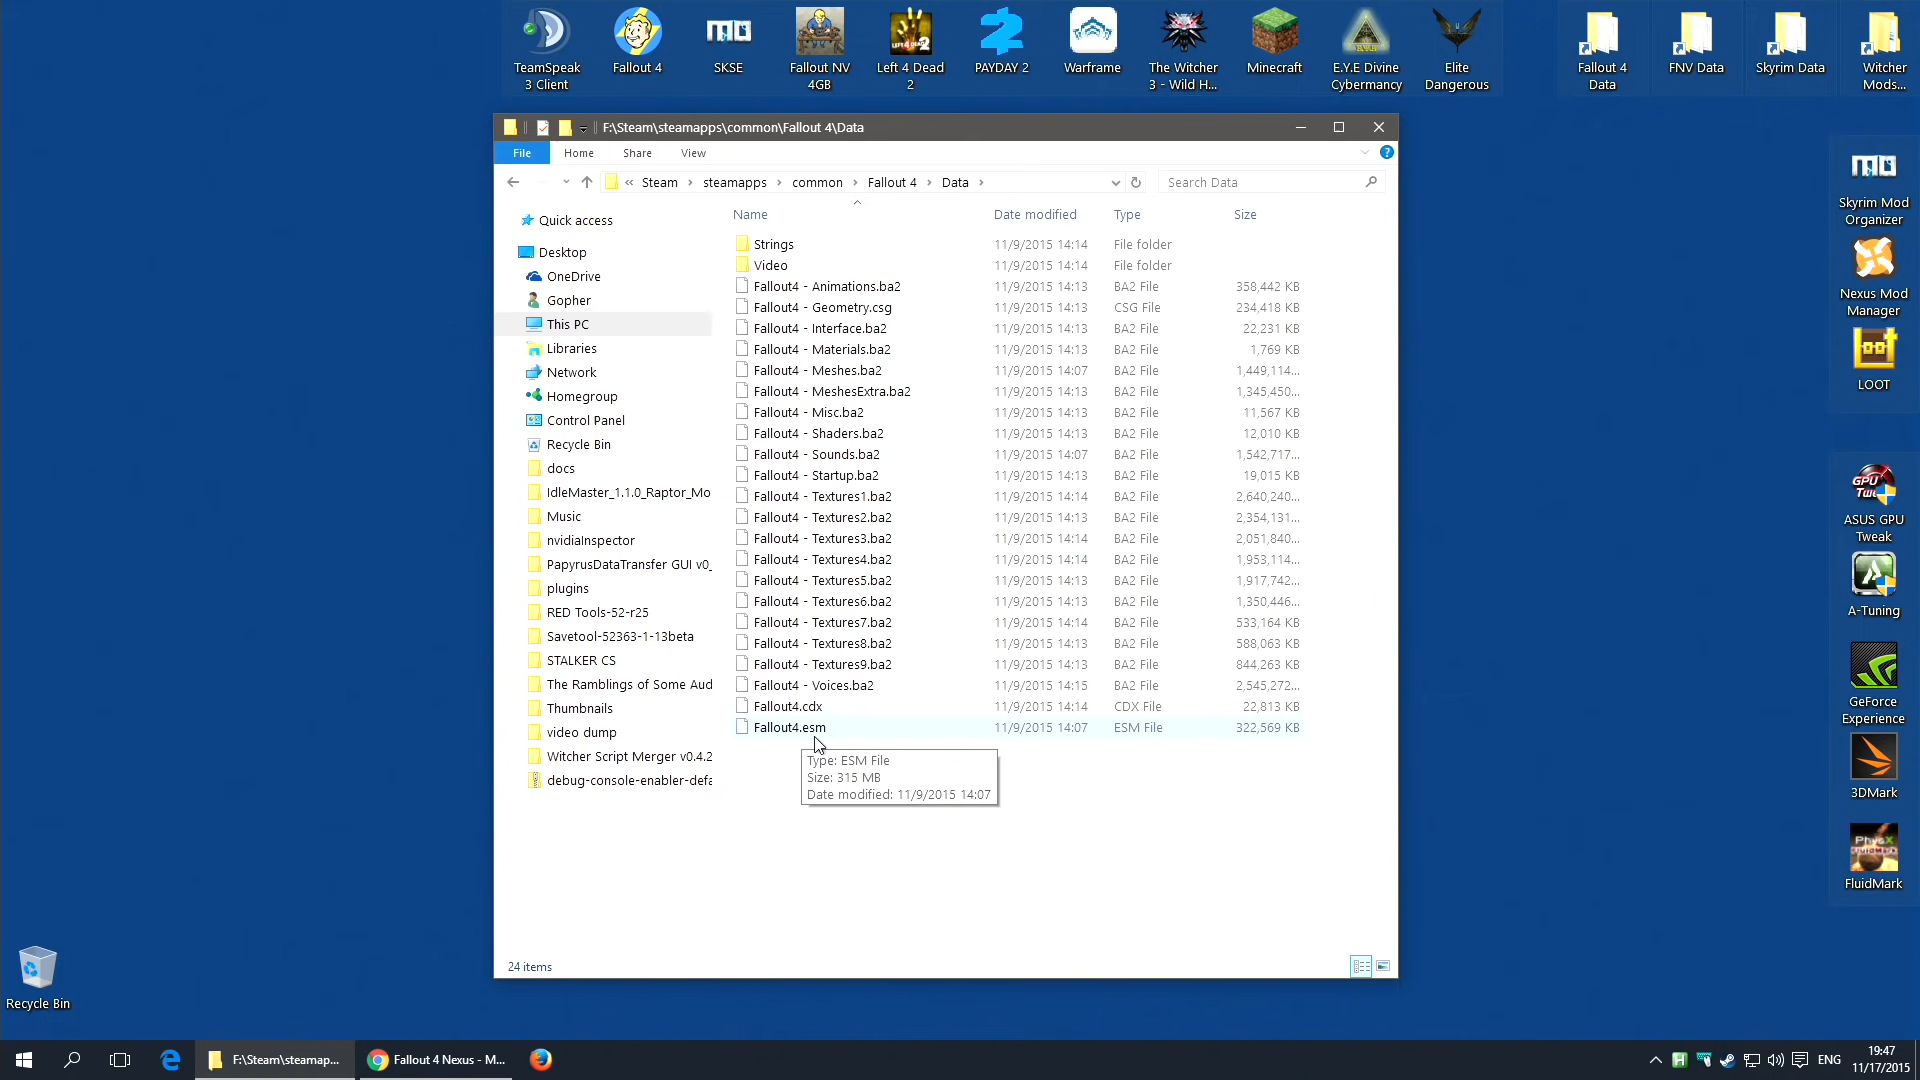 TeamSpeak
3 Client
Fallout 4
SKSE
Fallout NV
4GB
Left 4 Dead
2
PAYDAY 2
Warframe
The Witcher
3 - Wild H...
Minecraft
E.Y.E Divine
Cybermancy
Elite
Dangerous
Fallout 4
Data
FNV Data
Skyrim Data
Witcher
Mods...
F:\Steam\steamapps\common\Fallout 4\Data
File
Home
Share
View
« Steam › steamapps › common › Fallout 4 › Data ›
Search Data
Name Date modified Type Size
Quick access
Desktop
OneDrive
Gopher
This PC
Libraries
Network
Homegroup
Control Panel
Recycle Bin
docs
IdleMaster_1.1.0_Raptor_Mo
Music
nvidiaInspector
PapyrusDataTransfer GUI v0_
plugins
RED Tools-52-r25
Savetool-52363-1-13beta
STALKER CS
The Ramblings of Some Aud
Thumbnails
video dump
Witcher Script Merger v0.4.2
debug-console-enabler-defa
Strings 11/9/2015 14:14 File folder
Video 11/9/2015 14:14 File folder
Fallout4 - Animations.ba2 11/9/2015 14:13 BA2 File 358,442 KB
Fallout4 - Geometry.csg 11/9/2015 14:13 CSG File 234,418 KB
Fallout4 - Interface.ba2 11/9/2015 14:13 BA2 File 22,231 KB
Fallout4 - Materials.ba2 11/9/2015 14:13 BA2 File 1,769 KB
Fallout4 - Meshes.ba2 11/9/2015 14:07 BA2 File 1,449,114...
Fallout4 - MeshesExtra.ba2 11/9/2015 14:13 BA2 File 1,345,450...
Fallout4 - Misc.ba2 11/9/2015 14:13 BA2 File 11,567 KB
Fallout4 - Shaders.ba2 11/9/2015 14:13 BA2 File 12,010 KB
Fallout4 - Sounds.ba2 11/9/2015 14:07 BA2 File 1,542,717...
Fallout4 - Startup.ba2 11/9/2015 14:13 BA2 File 19,015 KB
Fallout4 - Textures1.ba2 11/9/2015 14:14 BA2 File 2,640,240...
Fallout4 - Textures2.ba2 11/9/2015 14:13 BA2 File 2,354,131...
Fallout4 - Textures3.ba2 11/9/2015 14:14 BA2 File 2,051,840...
Fallout4 - Textures4.ba2 11/9/2015 14:14 BA2 File 1,953,114...
Fallout4 - Textures5.ba2 11/9/2015 14:13 BA2 File 1,917,742...
Fallout4 - Textures6.ba2 11/9/2015 14:13 BA2 File 1,350,446...
Fallout4 - Textures7.ba2 11/9/2015 14:14 BA2 File 533,164 KB
Fallout4 - Textures8.ba2 11/9/2015 14:13 BA2 File 588,063 KB
Fallout4 - Textures9.ba2 11/9/2015 14:13 BA2 File 844,263 KB
Fallout4 - Voices.ba2 11/9/2015 14:15 BA2 File 2,545,272...
Fallout4.cdx 11/9/2015 14:14 CDX File 22,813 KB
Fallout4.esm 11/9/2015 14:07 ESM File 322,569 KB
Type: ESM File
Size: 315 MB
Date modified: 11/9/2015 14:07
24 items
Skyrim Mod
Organizer
Nexus Mod
Manager
LOOT
ASUS GPU
Tweak
A-Tuning
GeForce
Experience
3DMark
FluidMark
Recycle Bin
F:\Steam\steamap...
Fallout 4 Nexus - M...
ENG
19:47
11/17/2015